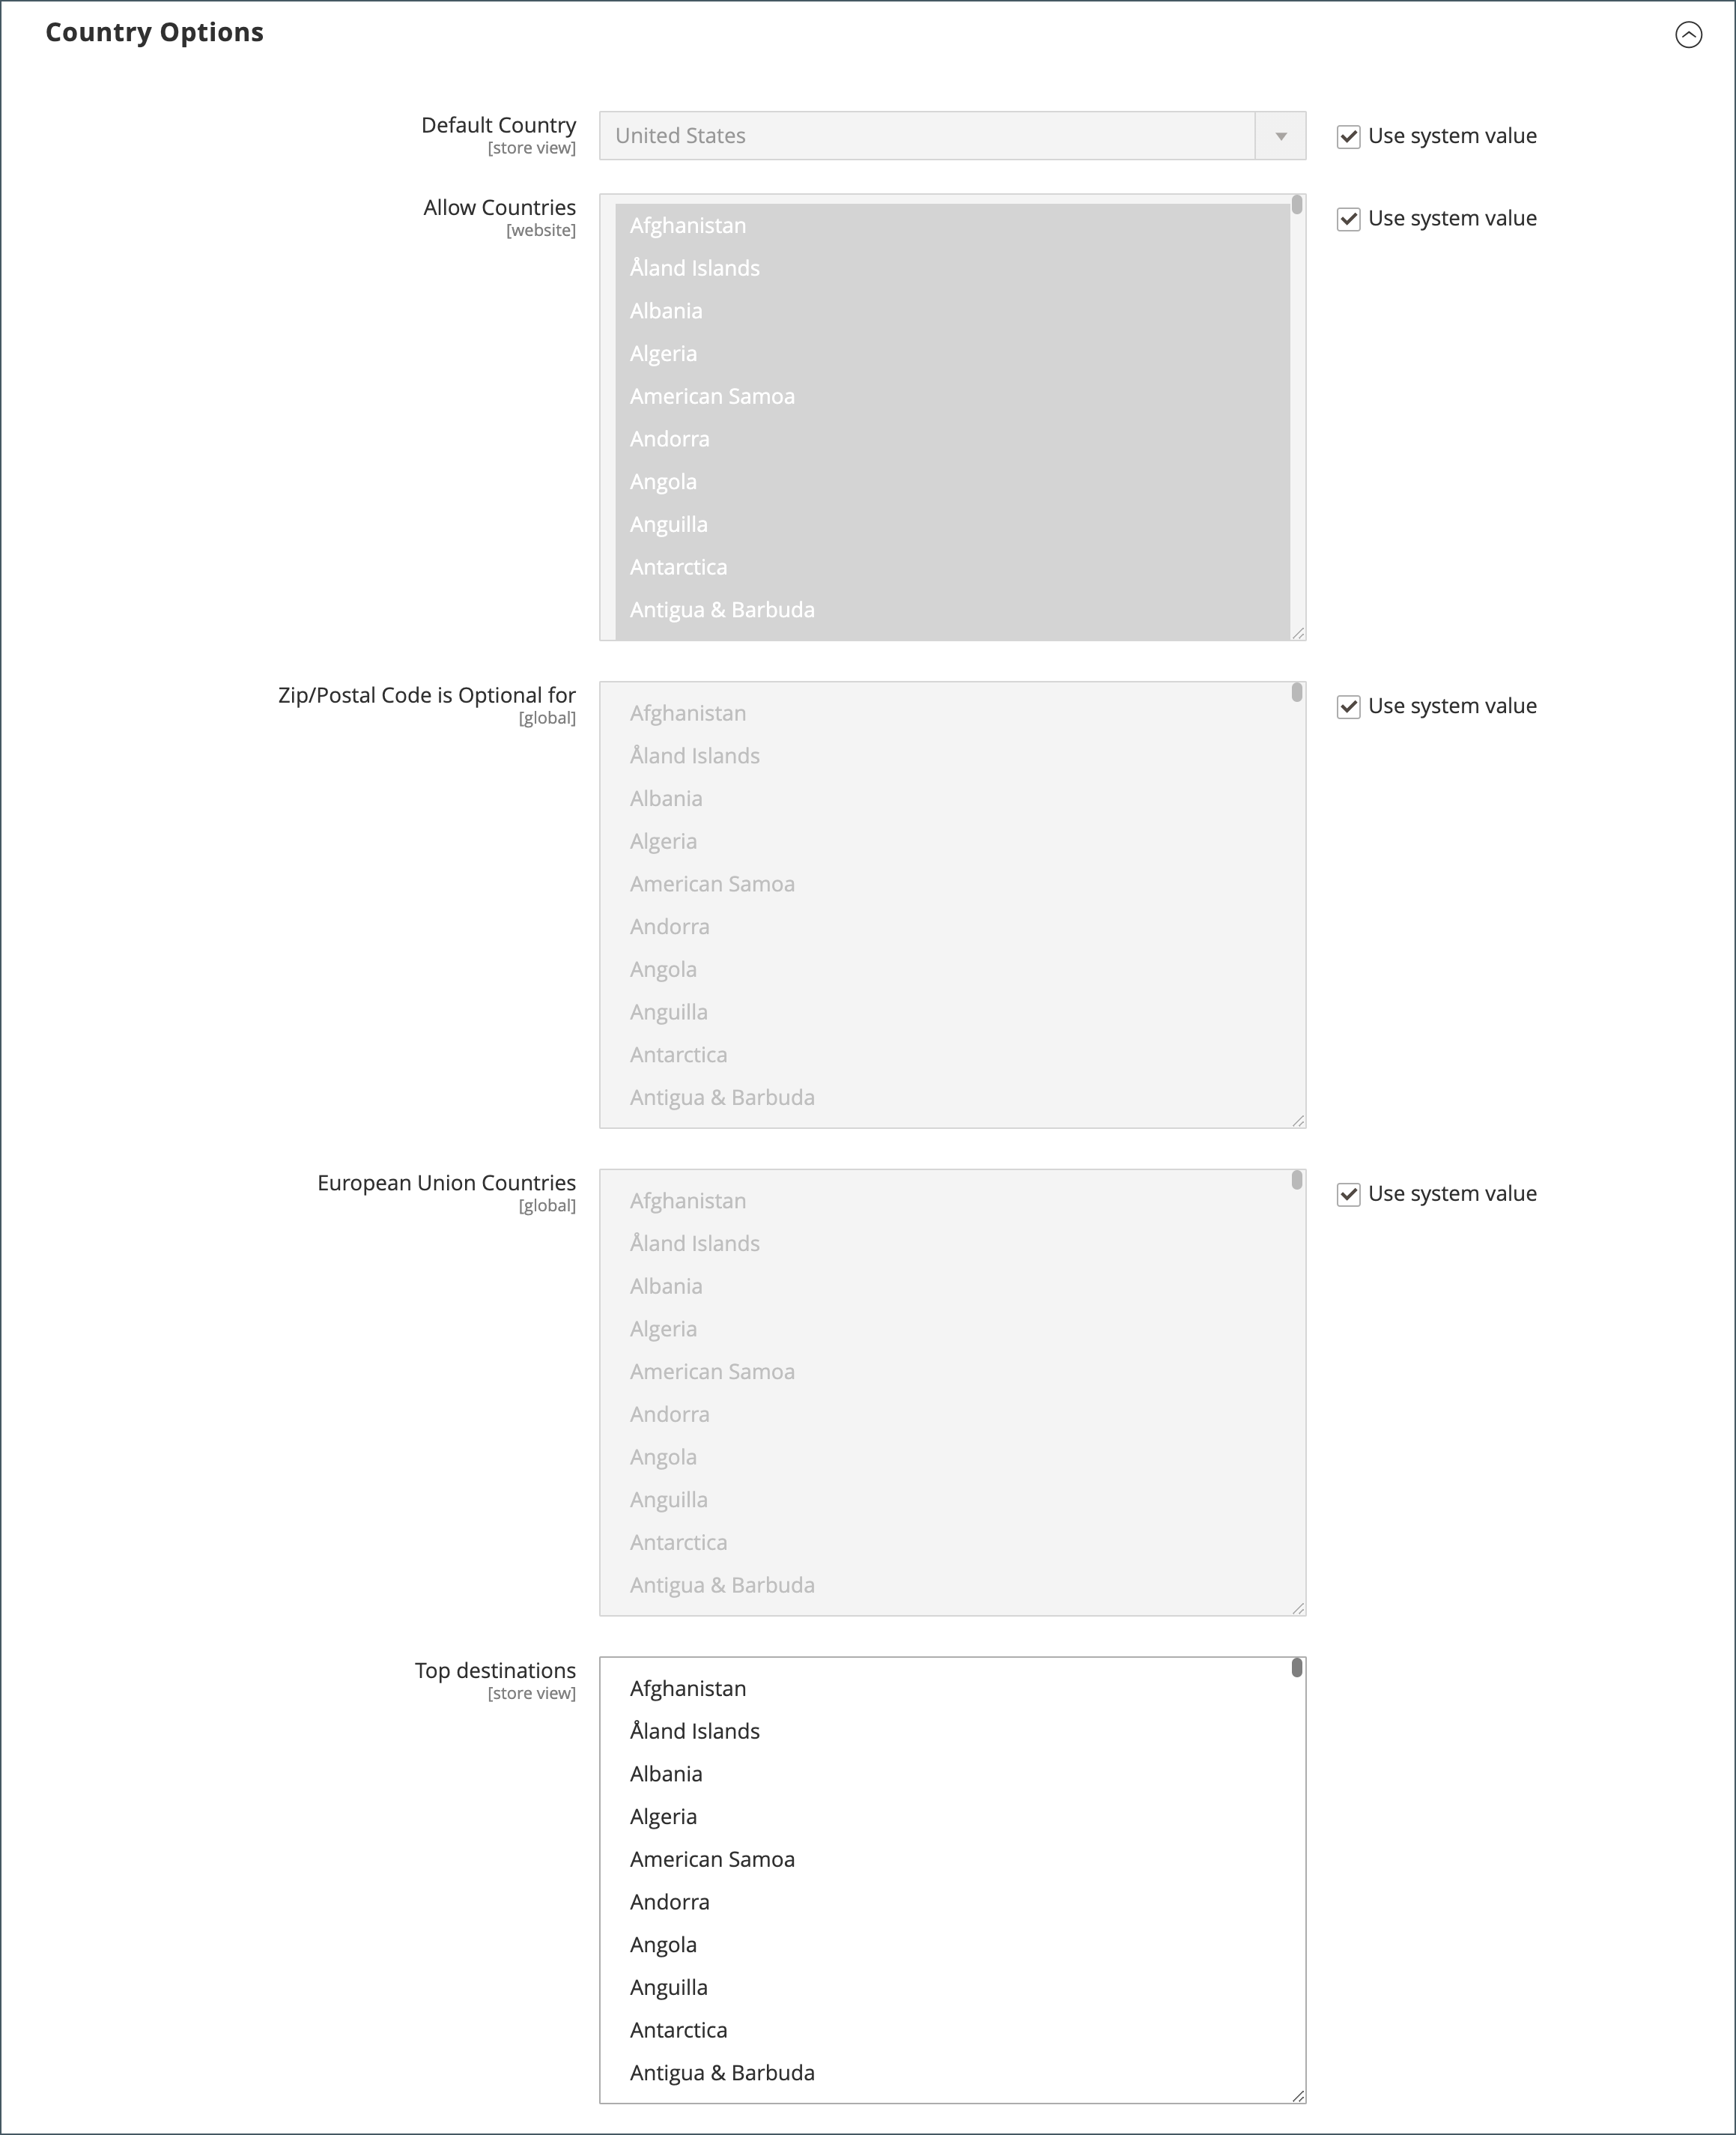 Country Options
Default Country
[store view]
United States
Use system value
Allow Countries
[website]
Afghanistan
Åland Islands
Albania
Algeria
American Samoa
Andorra
Angola
Anguilla
Antarctica
Antigua & Barbuda
Use system value
Zip/Postal Code is Optional for
[global]
Afghanistan
Åland Islands
Albania
Algeria
American Samoa
Andorra
Angola
Anguilla
Antarctica
Antigua & Barbuda
Use system value
European Union Countries
[global]
Afghanistan
Åland Islands
Albania
Algeria
American Samoa
Andorra
Angola
Anguilla
Antarctica
Antigua & Barbuda
Use system value
Top destinations
[store view]
Afghanistan
Åland Islands
Albania
Algeria
American Samoa
Andorra
Angola
Anguilla
Antarctica
Antigua & Barbuda